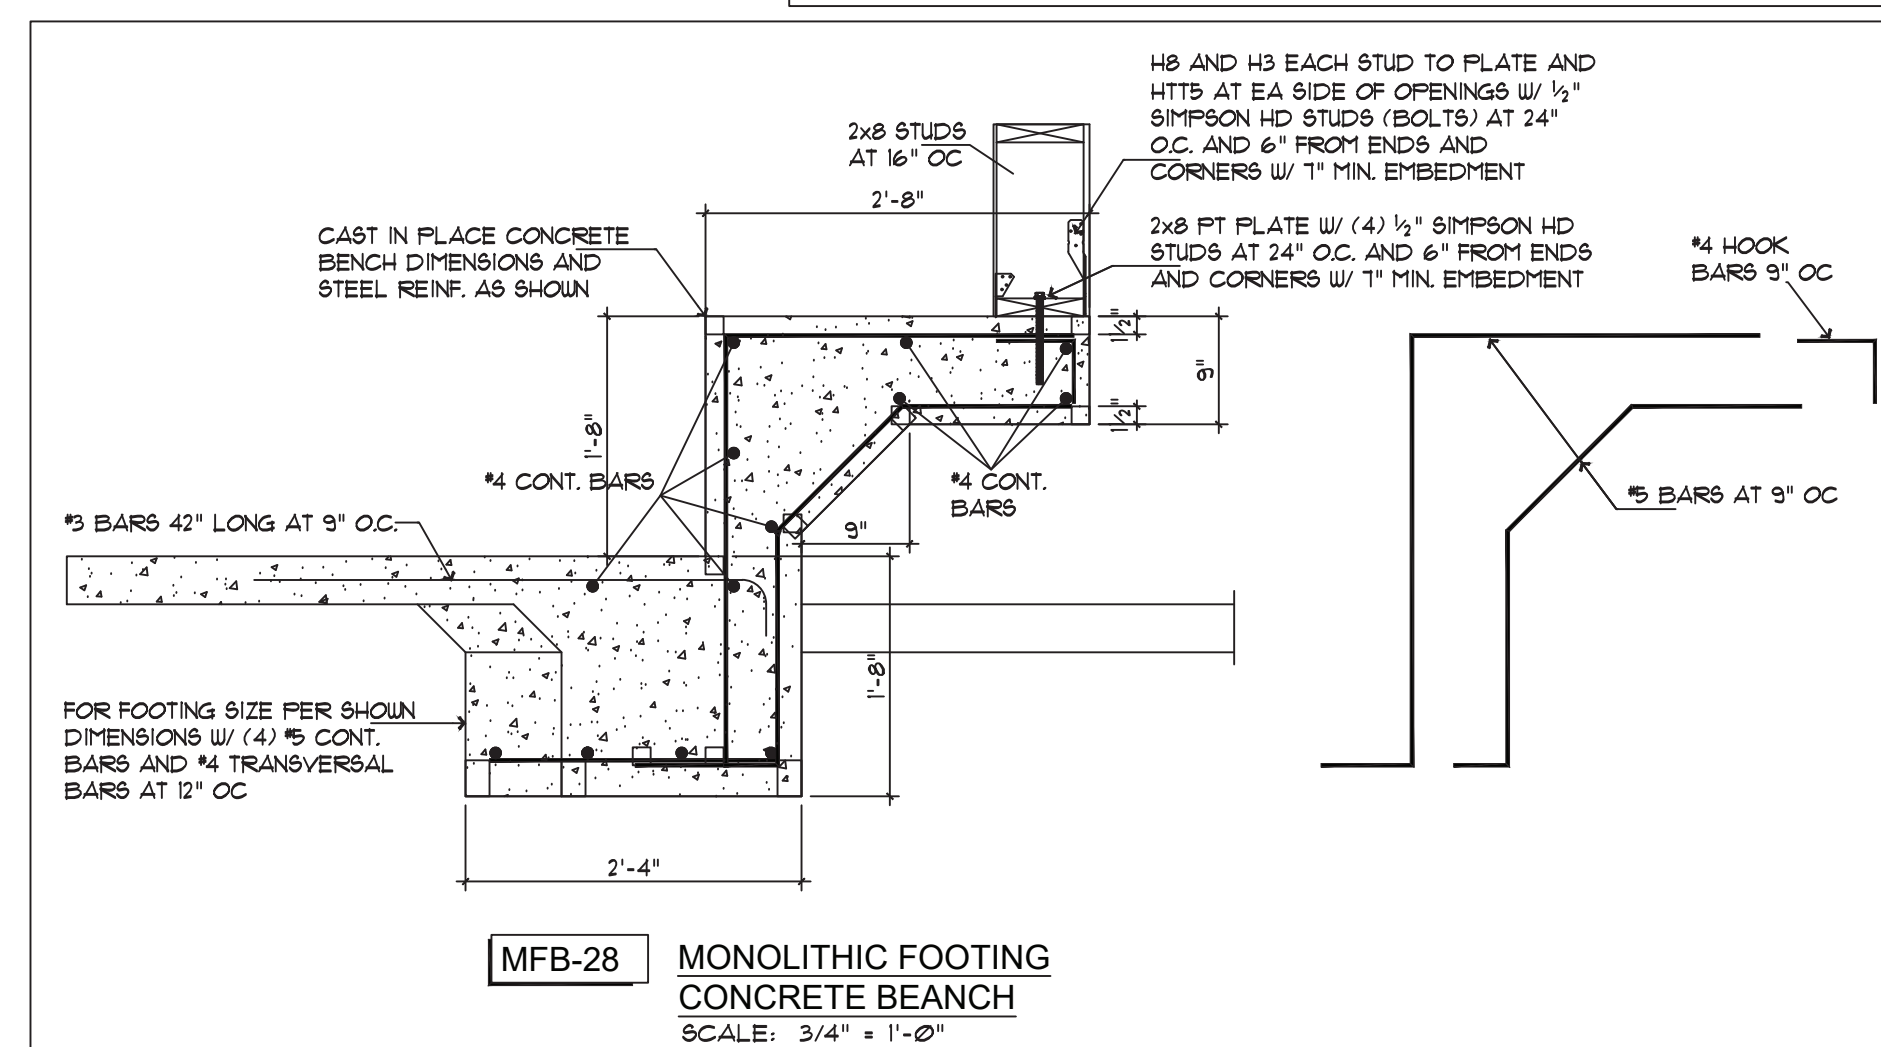 H8 AND H3 EACH STUD TO PLATE AND
HTT5 AT EA SIDE OF OPENINGS W/ ½"
SIMPSON HD STUDS (BOLTS) AT 24"
O.C. AND 6" FROM ENDS AND
CORNERS W/ 7" MIN. EMBEDMENT
2x8 STUDS
AT 16" OC
2'-8"
CAST IN PLACE CONCRETE
BENCH DIMENSIONS AND
STEEL REINF. AS SHOWN
2x8 PT PLATE W/ (4) ½" SIMPSON HD
STUDS AT 24" O.C. AND 6" FROM ENDS
AND CORNERS W/ 7" MIN. EMBEDMENT
#4 HOOK
BARS 9" OC
1½"
9"
1½"
1'-8"
#4 CONT. BARS
#4 CONT.
BARS
#5 BARS AT 9" OC
#3 BARS 42" LONG AT 9" O.C.
9"
1'-8"
FOR FOOTING SIZE PER SHOWN
DIMENSIONS W/ (4) #5 CONT.
BARS AND #4 TRANSVERSAL
BARS AT 12" OC
2'-4"
MFB-28
MONOLITHIC FOOTING
CONCRETE BEANCH
SCALE: 3/4" = 1'-0"